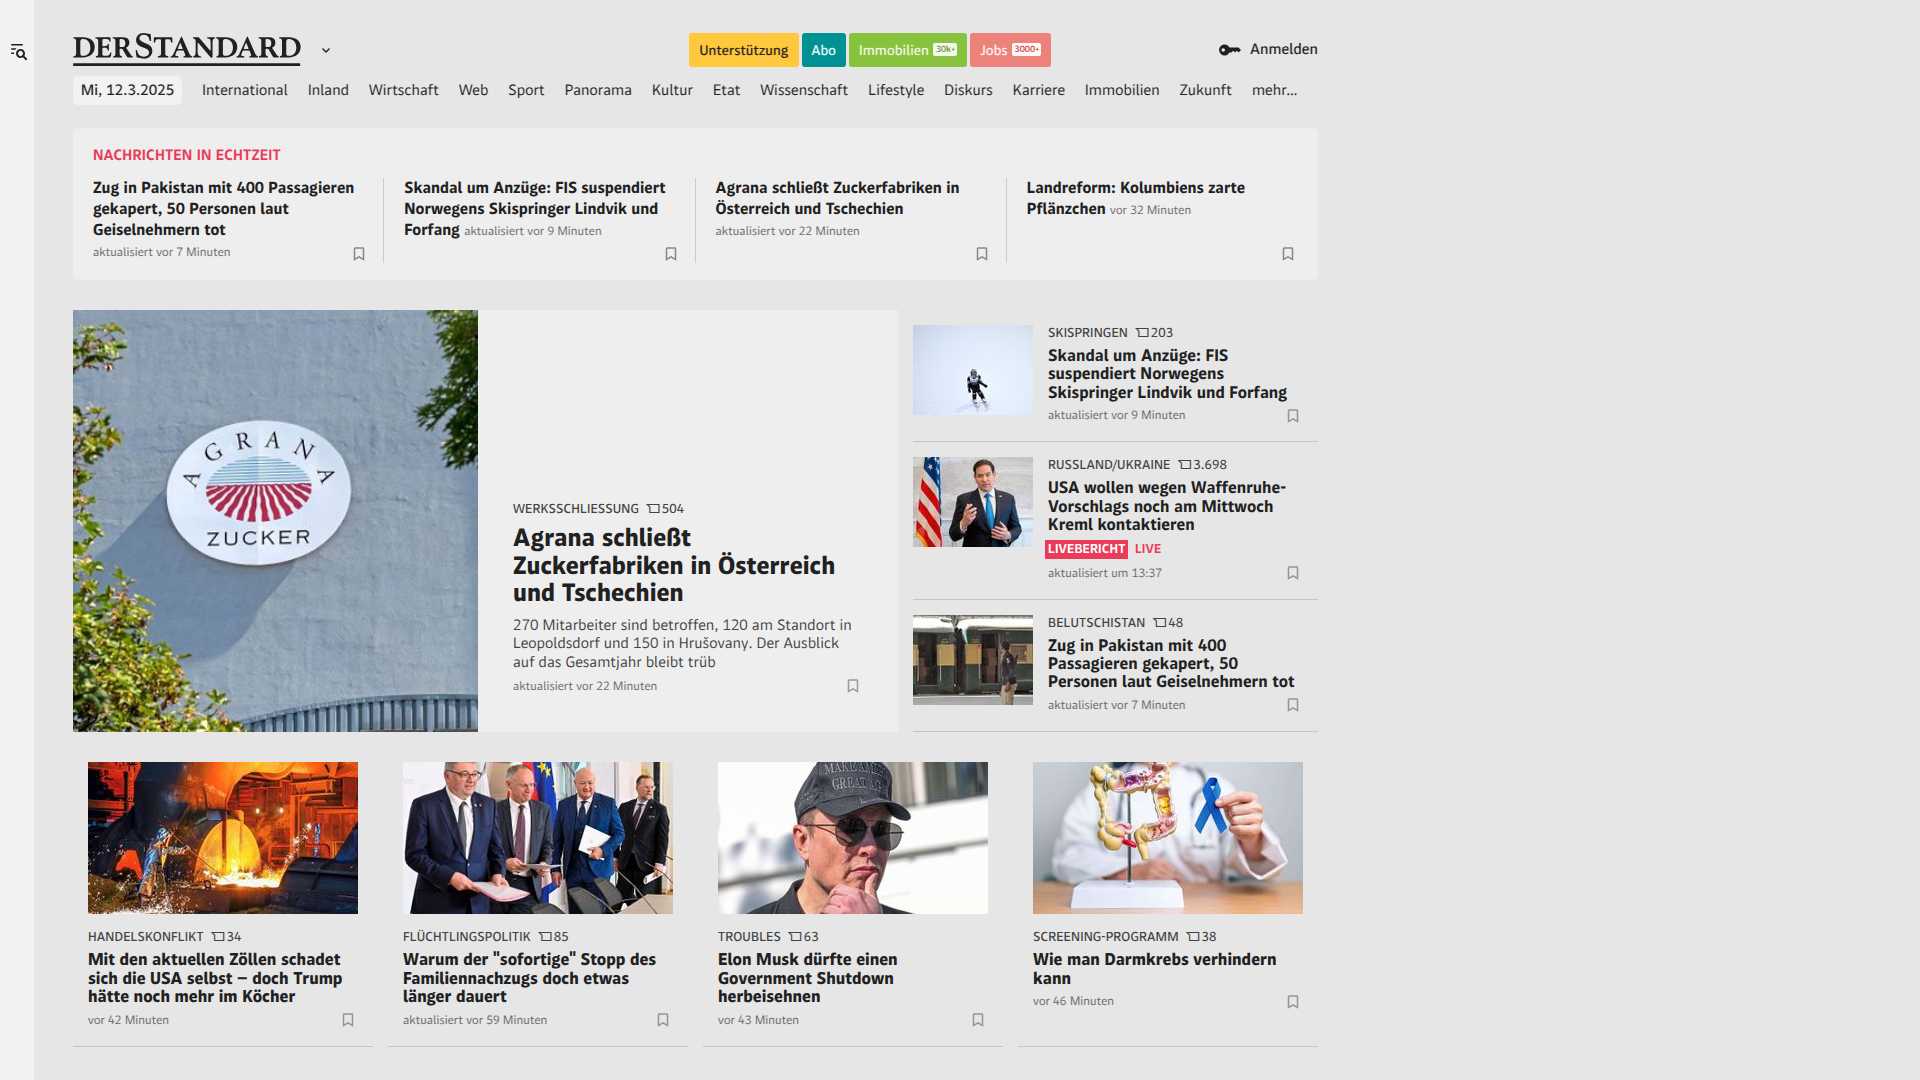 DERSTANDARD
Unterstützung
Abo
Immobilien 30k+
Jobs 3000+
Anmelden
Mi, 12.3.2025
International
Inland
Wirtschaft
Web
Sport
Panorama
Kultur
Etat
Wissenschaft
Lifestyle
Diskurs
Karriere
Immobilien
Zukunft
mehr...
NACHRICHTEN IN ECHTZEIT
Zug in Pakistan mit 400 Passagieren
gekapert, 50 Personen laut
Geiselnehmern tot
aktualisiert vor 7 Minuten
Skandal um Anzüge: FIS suspendiert
Norwegens Skispringer Lindvik und
Forfang aktualisiert vor 9 Minuten
Agrana schließt Zuckerfabriken in
Österreich und Tschechien
aktualisiert vor 22 Minuten
Landreform: Kolumbiens zarte
Pflänzchen vor 32 Minuten
AGRANA
ZUCKER
WERKSSCHLIESSUNG 504
Agrana schließt
Zuckerfabriken in Österreich
und Tschechien
270 Mitarbeiter sind betroffen, 120 am Standort in
Leopoldsdorf und 150 in Hrušovany. Der Ausblick
auf das Gesamtjahr bleibt trüb
aktualisiert vor 22 Minuten
SKISPRINGEN 203
Skandal um Anzüge: FIS
suspendiert Norwegens
Skispringer Lindvik und Forfang
aktualisiert vor 9 Minuten
RUSSLAND/UKRAINE 3.698
USA wollen wegen Waffenruhe-
Vorschlags noch am Mittwoch
Kreml kontaktieren
LIVEBERICHT LIVE
aktualisiert um 13:37
BELUTSCHISTAN 48
Zug in Pakistan mit 400
Passagieren gekapert, 50
Personen laut Geiselnehmern tot
aktualisiert vor 7 Minuten
HANDELSKONFLIKT 34
Mit den aktuellen Zöllen schadet
sich die USA selbst – doch Trump
hätte noch mehr im Köcher
vor 42 Minuten
FLÜCHTLINGSPOLITIK 85
Warum der "sofortige" Stopp des
Familiennachzugs doch etwas
länger dauert
aktualisiert vor 59 Minuten
TROUBLES 63
Elon Musk dürfte einen
Government Shutdown
herbeisehnen
vor 43 Minuten
SCREENING-PROGRAMM 38
Wie man Darmkrebs verhindern
kann
vor 46 Minuten